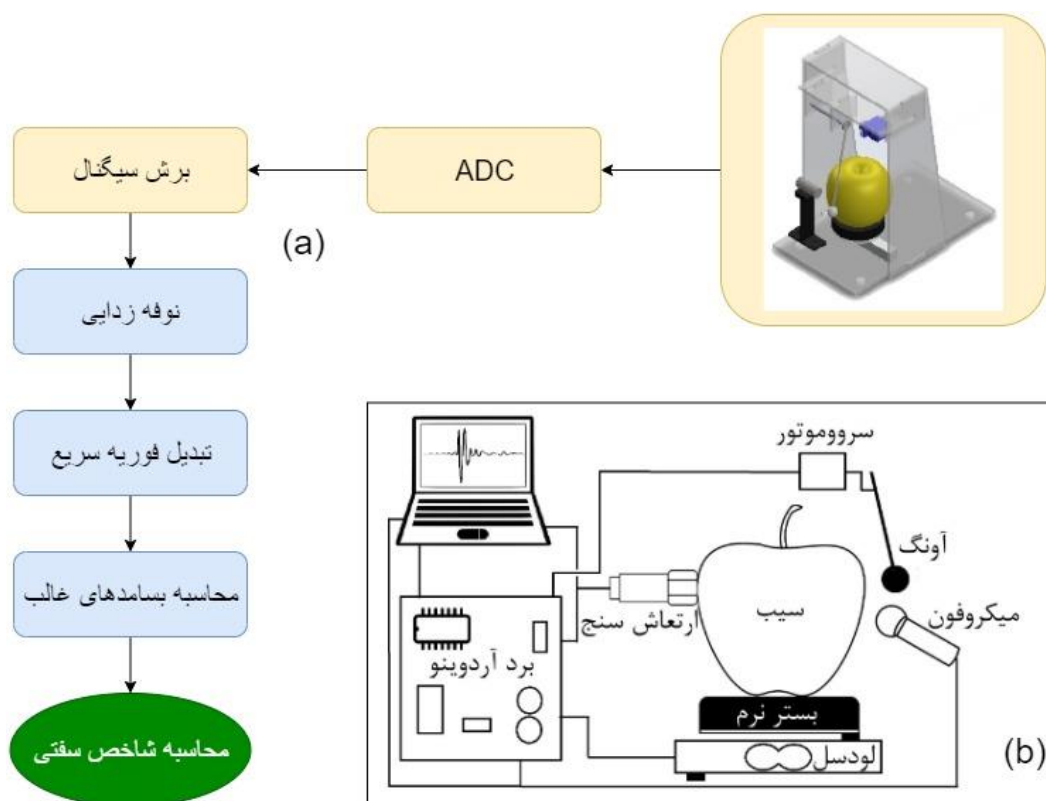 ADC
برش سیگنال
(a)
نوفه زدایی
تبدیل فوریه سریع
محاسبه بسامدهای غالب
محاسبه شاخص سفتی
سرووموتور
آونگ
میکروفون
سیب
ارتعاش سنج
برد آردوینو
بستر نرم
لودسل
(b)